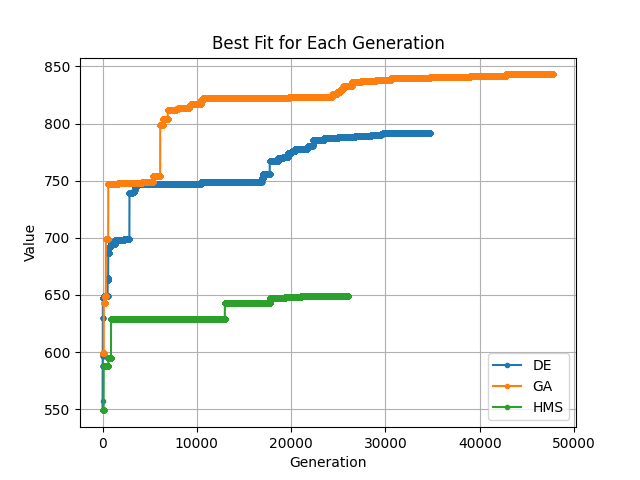 Best Fit for Each Generation
850
800
750
700
650
600
550
Value
0 10000 20000 30000 40000 50000
Generation
DE
GA
HMS